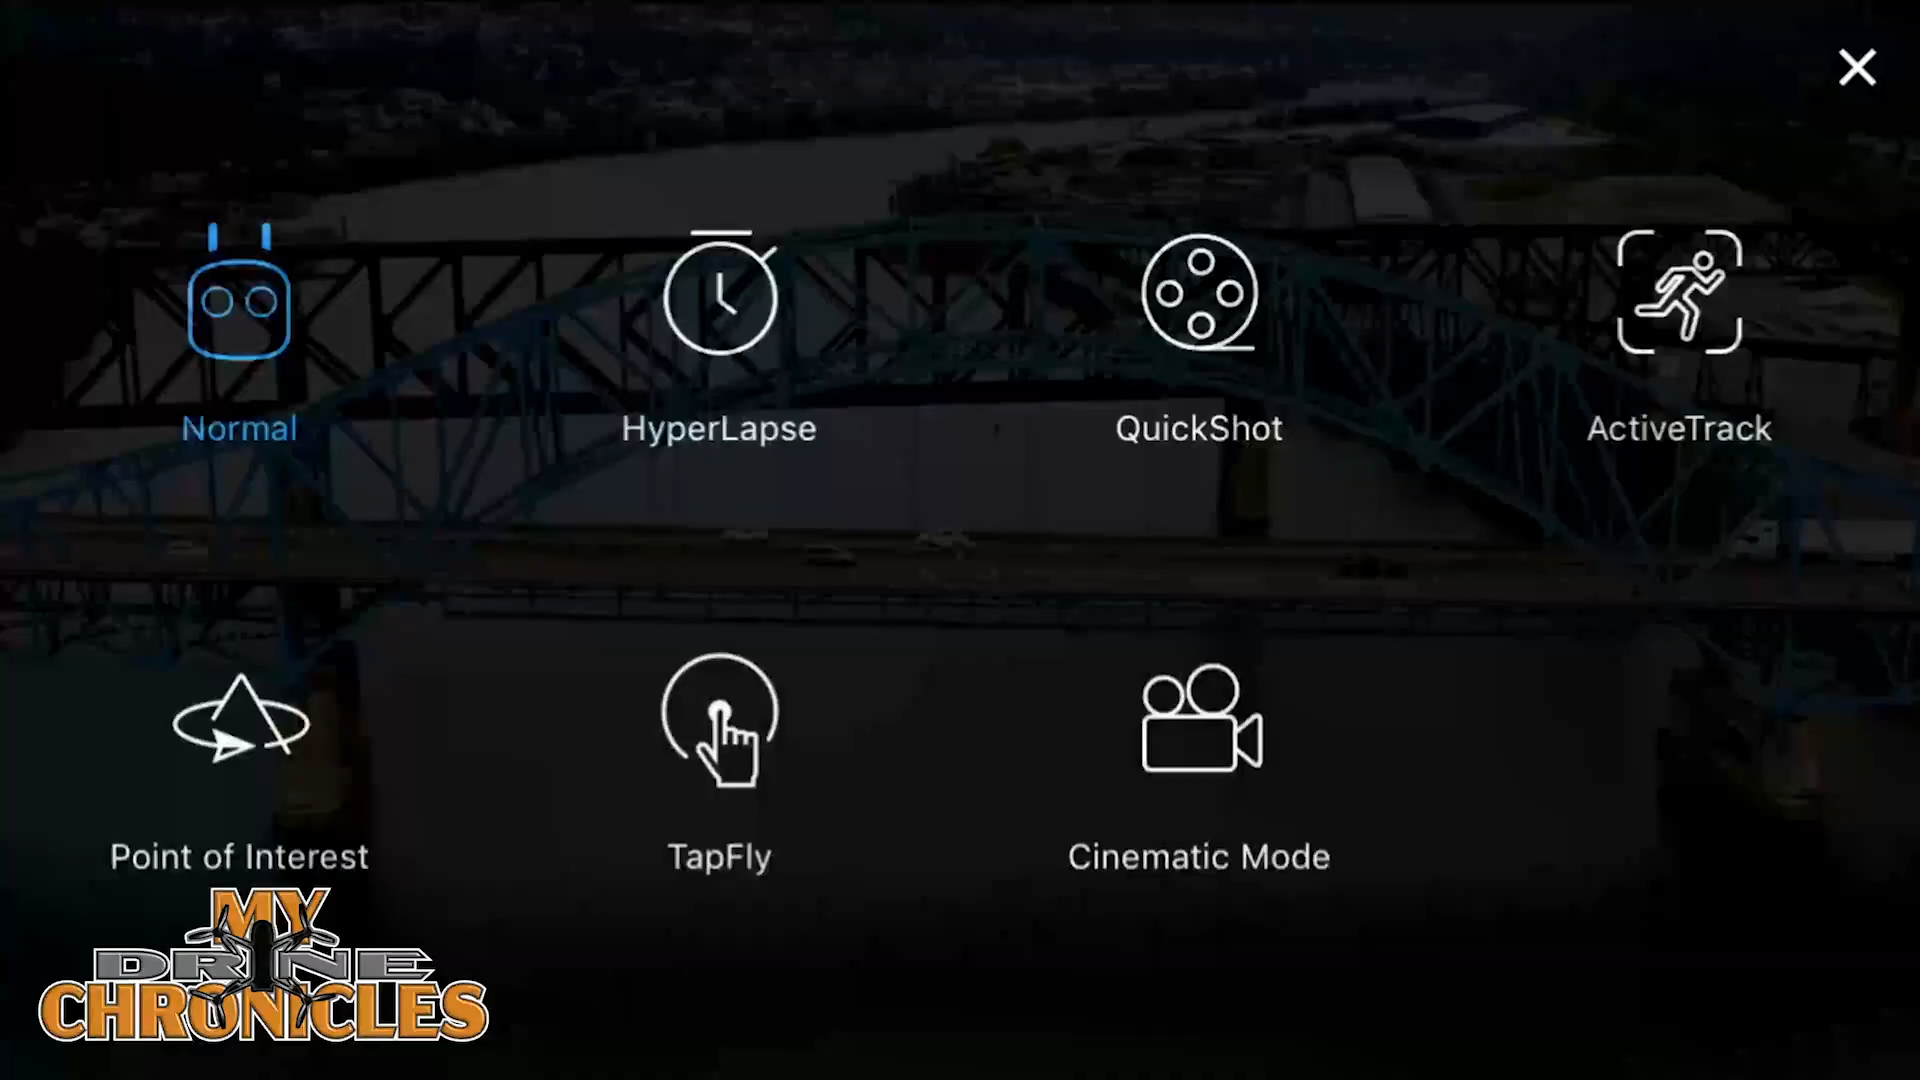 Normal
HyperLapse
QuickShot
ActiveTrack
Point of Interest
TapFly
Cinematic Mode
MY
DRONE
CHRONICLES